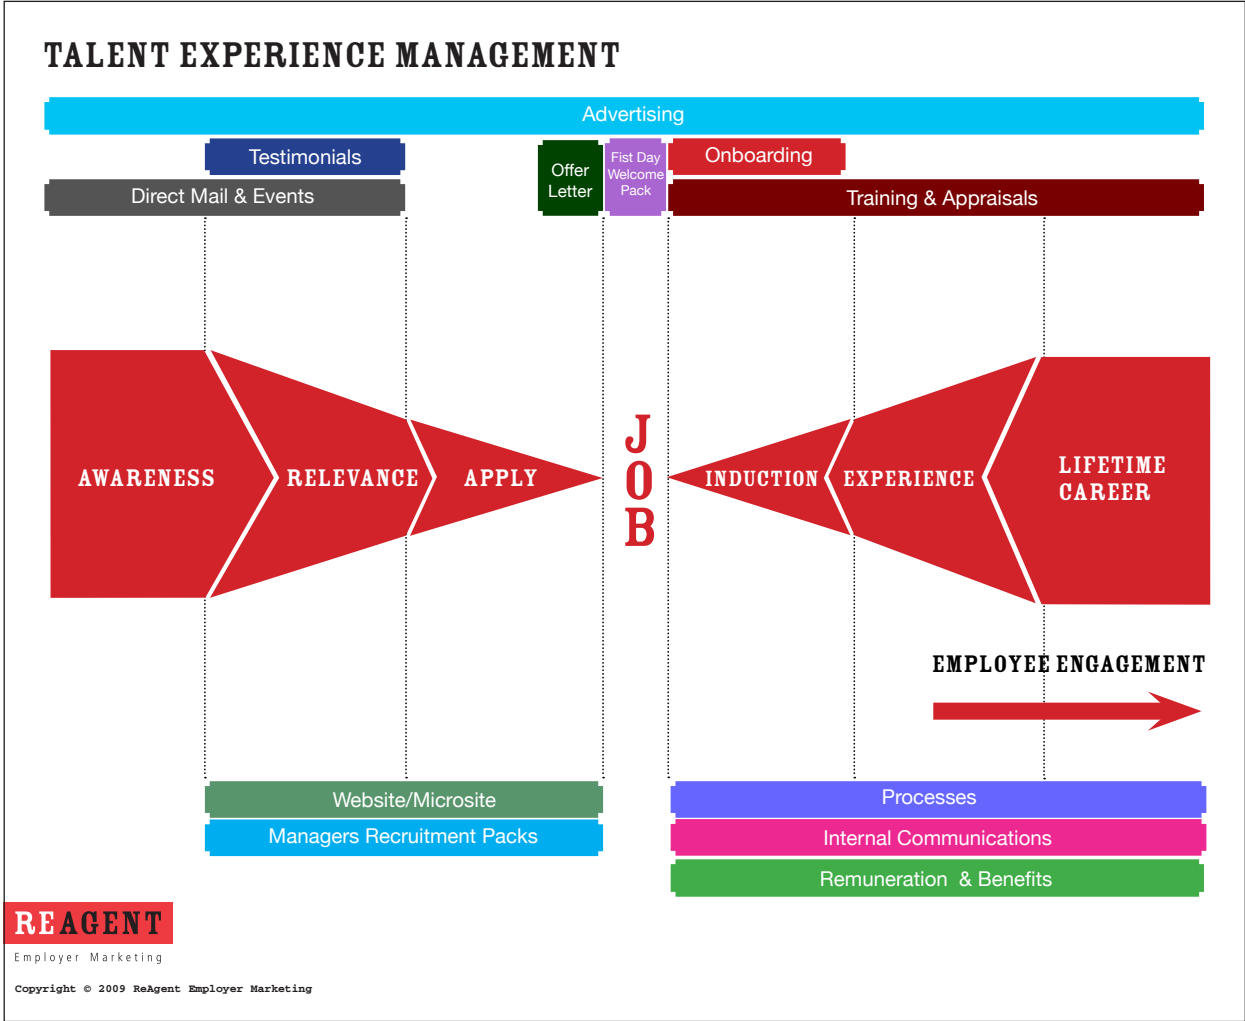 TALENT EXPERIENCE MANAGEMENT
Advertising
Testimonials
Direct Mail & Events
Offer
Letter
Fist Day
Welcome
Pack
Onboarding
Training & Appraisals
AWARENESS
RELEVANCE
APPLY
J
O
B
INDUCTION
EXPERIENCE
LIFETIME
CAREER
EMPLOYEE ENGAGEMENT
Website/Microsite
Managers Recruitment Packs
Processes
Internal Communications
Remuneration & Benefits
REAGENT
Employer Marketing
Copyright © 2009 ReAgent Employer Marketing